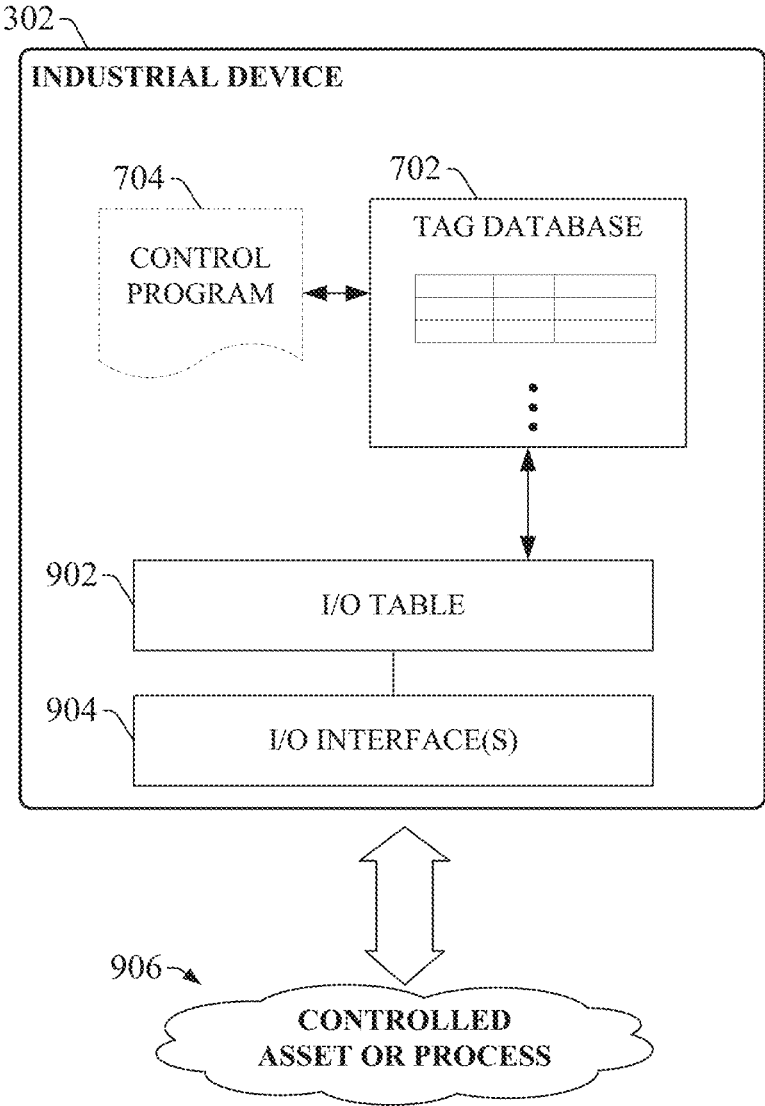 302
INDUSTRIAL DEVICE
704
702
CONTROL
PROGRAM
TAG DATABASE
902
I/O TABLE
904
I/O INTERFACE(S)
906
CONTROLLED
ASSET OR PROCESS